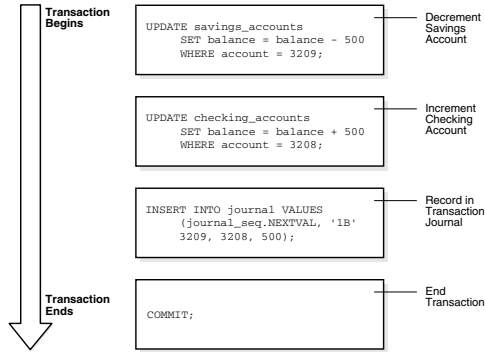 Transaction
Begins
UPDATE savings_accounts
SET balance = balance - 500
WHERE account = 3209;
Decrement
Savings
Account
UPDATE checking_accounts
SET balance = balance + 500
WHERE account = 3208;
Increment
Checking
Account
INSERT INTO journal VALUES
(journal_seq.NEXTVAL, '1B'
3209, 3208, 500);
Record in
Transaction
Journal
Transaction
Ends
COMMIT;
End
Transaction